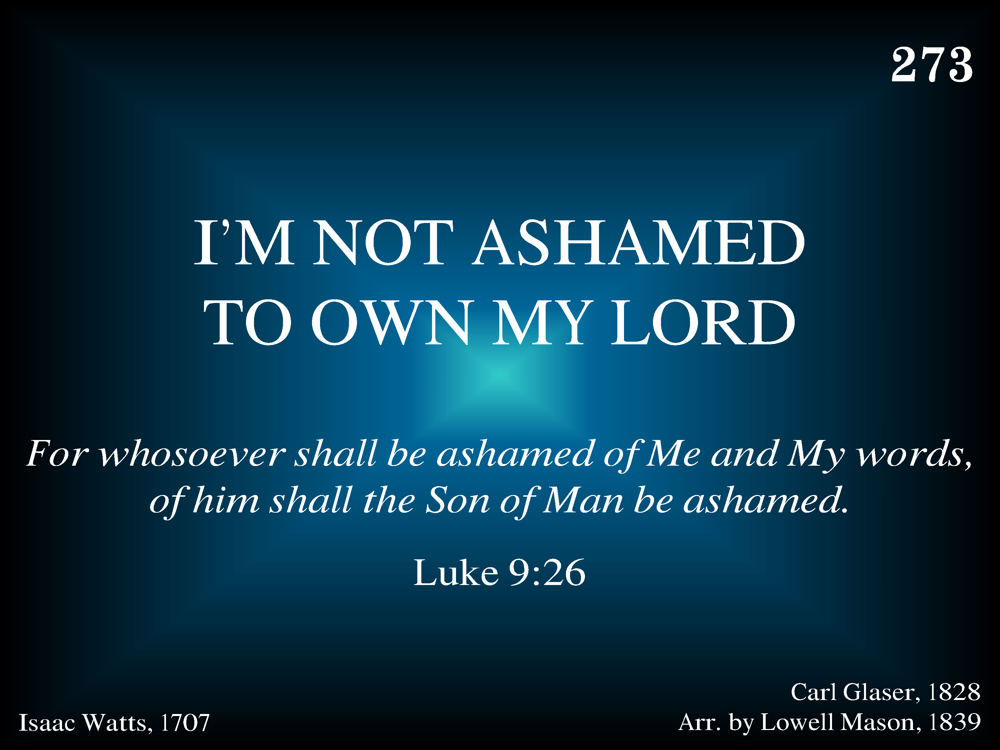 273
I’M NOT ASHAMED
TO OWN MY LORD
For whosoever shall be ashamed of Me and My words,
of him shall the Son of Man be ashamed.
Luke 9:26
Carl Glaser, 1828
Isaac Watts, 1707
Arr. by Lowell Mason, 1839